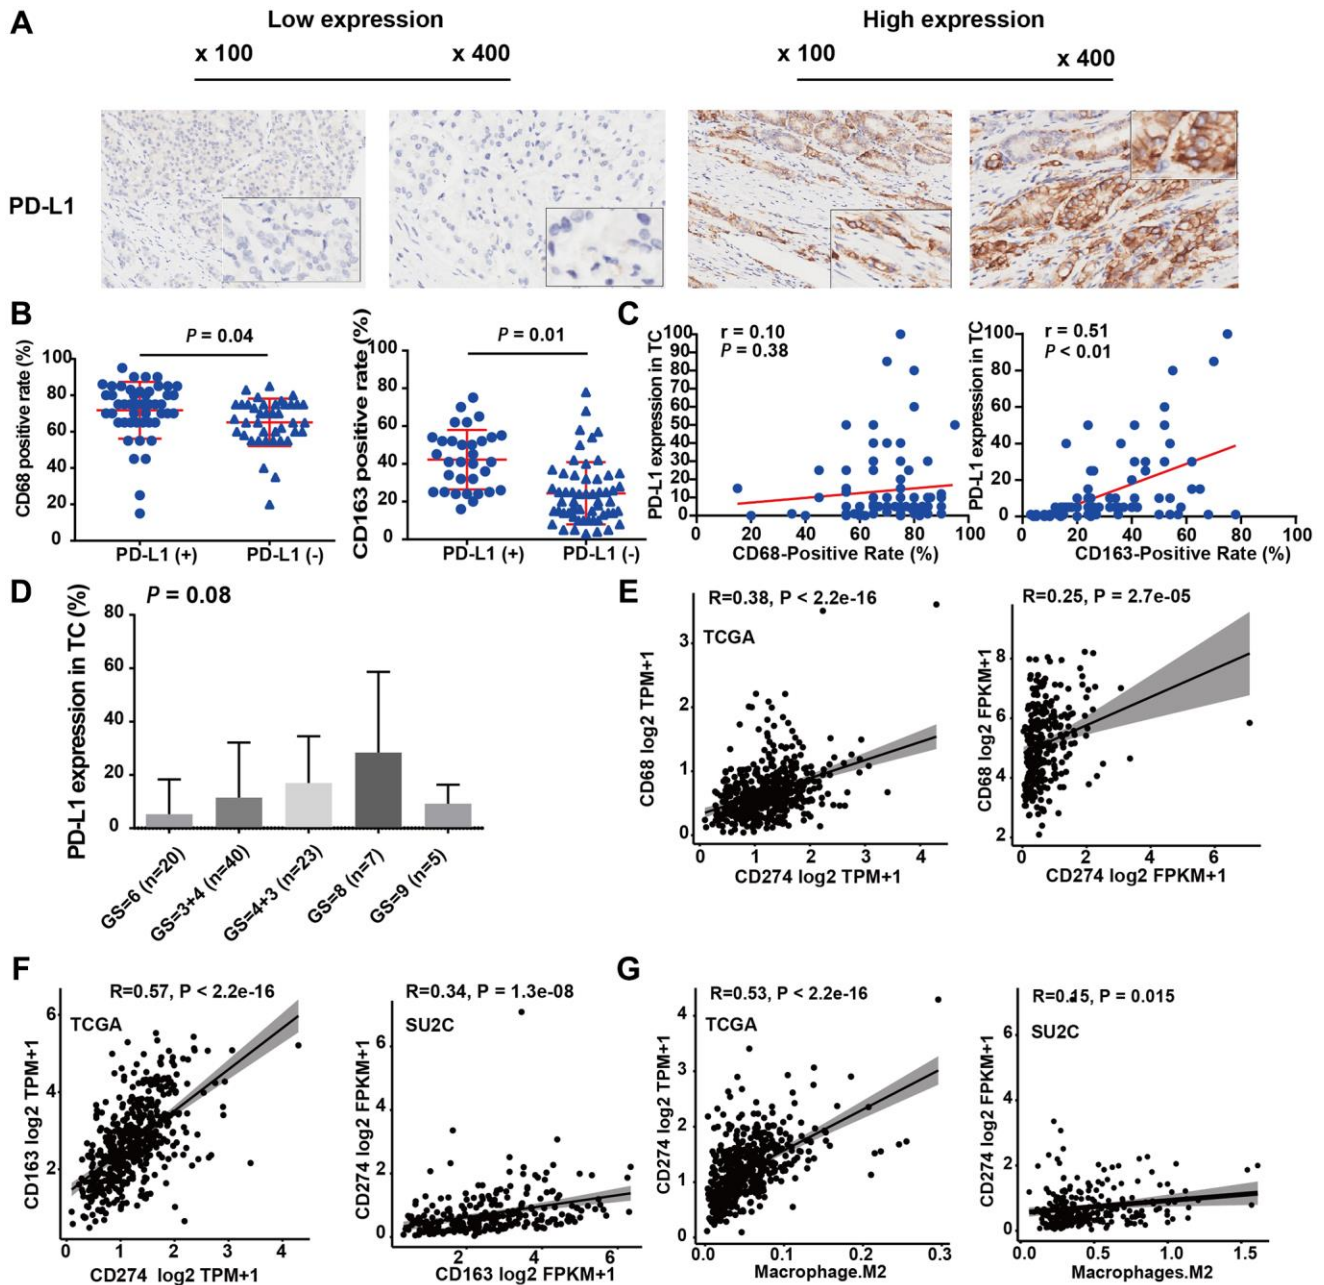 A
Low expression
High expression
x 100
x 400
x 100
x 400
PD-L1
B
P = 0.04
CD68 positive rate (%)
100
80
60
40
20
0
PD-L1 (+)
PD-L1 (-)
P = 0.01
CD163 positive rate (%)
100
80
60
40
20
0
PD-L1 (+)
PD-L1 (-)
C
r = 0.10
P = 0.38
PD-L1 expression in TC
100
90
80
70
60
50
40
30
20
10
0
0
20
40
60
80
100
CD68-Positive Rate (%)
r = 0.51
P < 0.01
PD-L1 expression in TC
100
90
80
70
60
50
40
30
20
10
0
0
20
40
60
80
100
CD163-Positive Rate (%)
D
P = 0.08
PD-L1 expression in TC (%)
80
60
40
20
0
GS=6 (n=20)
GS=3+4 (n=40)
GS=4+3 (n=23)
GS=8 (n=7)
GS=9 (n=5)
E
R=0.38, P < 2.2e-16
TCGA
CD68 log2 TPM+1
3
2
1
0
0
1
2
3
4
CD274 log2 TPM+1
R=0.25, P = 2.7e-05
CD68 log2 FPKM+1
8
6
4
2
0
2
4
6
CD274 log2 FPKM+1
F
R=0.57, P < 2.2e-16
TCGA
CD163 log2 TPM+1
6
4
2
0
1
2
3
4
CD274 log2 TPM+1
R=0.34, P = 1.3e-08
SU2C
CD274 log2 FPKM+1
6
4
2
0
2
4
6
CD163 log2 FPKM+1
G
R=0.53, P < 2.2e-16
TCGA
CD274 log2 TPM+1
4
3
2
1
0
0.0
0.1
0.2
0.3
Macrophage.M2
R=0.15, P = 0.015
SU2C
CD274 log2 FPKM+1
6
4
2
0
0.0
0.5
1.0
1.5
Macrophages.M2